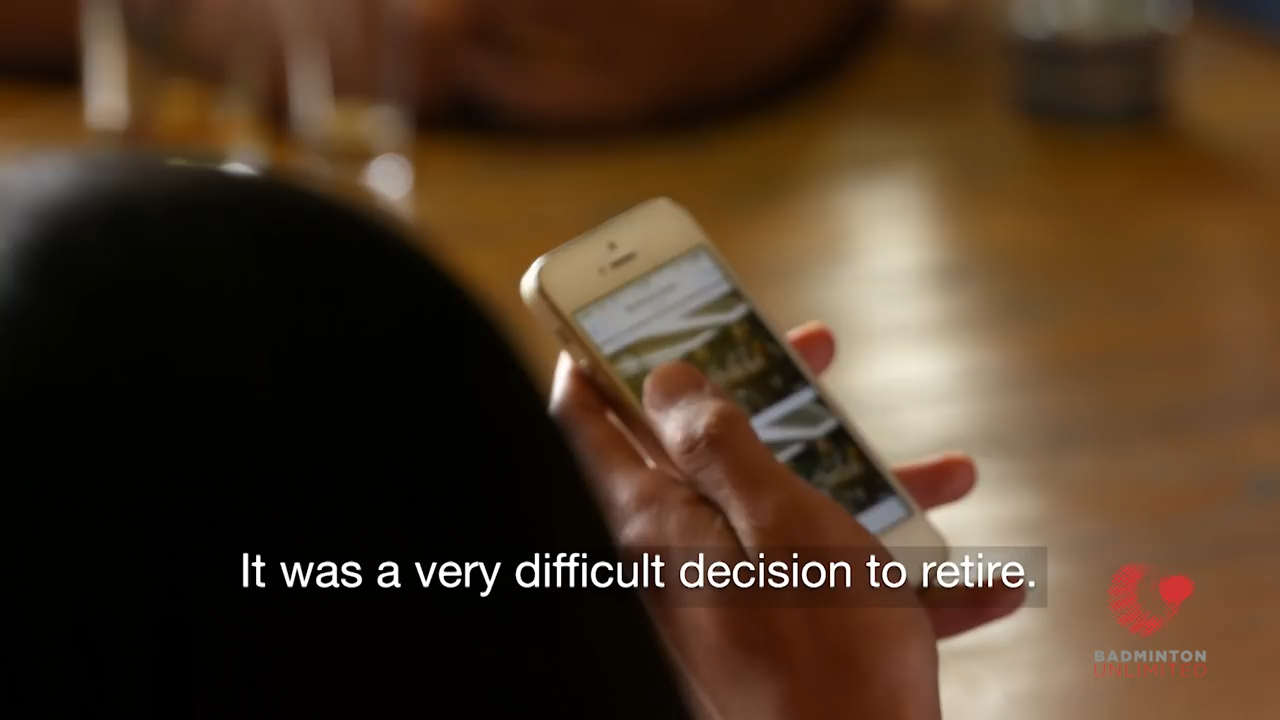 It was a very difficult decision to retire.
BADMINTON
UNLIMITED